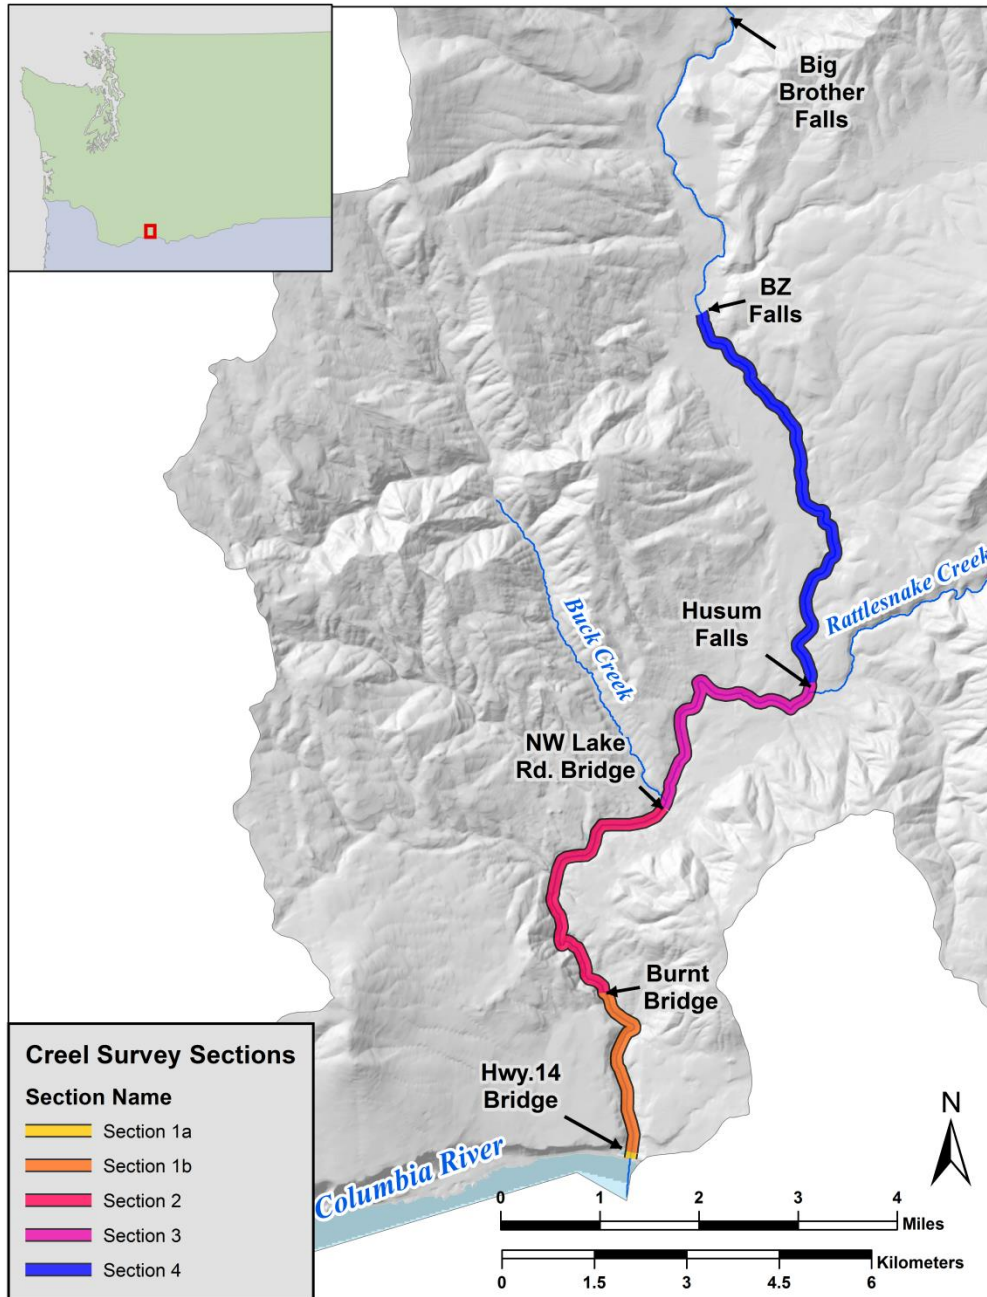 Big
Brother
Falls
BZ
Falls
Rattlesnake Creek
Husum
Falls
Buck Creek
NW Lake
Rd. Bridge
Burnt
Bridge
Hwy.14
Bridge
Columbia River
Creel Survey Sections
Section Name
Section 1a
Section 1b
Section 2
Section 3
Section 4
N
0 1 2 3 4
Miles
Kilometers
0 1.5 3 4.5 6